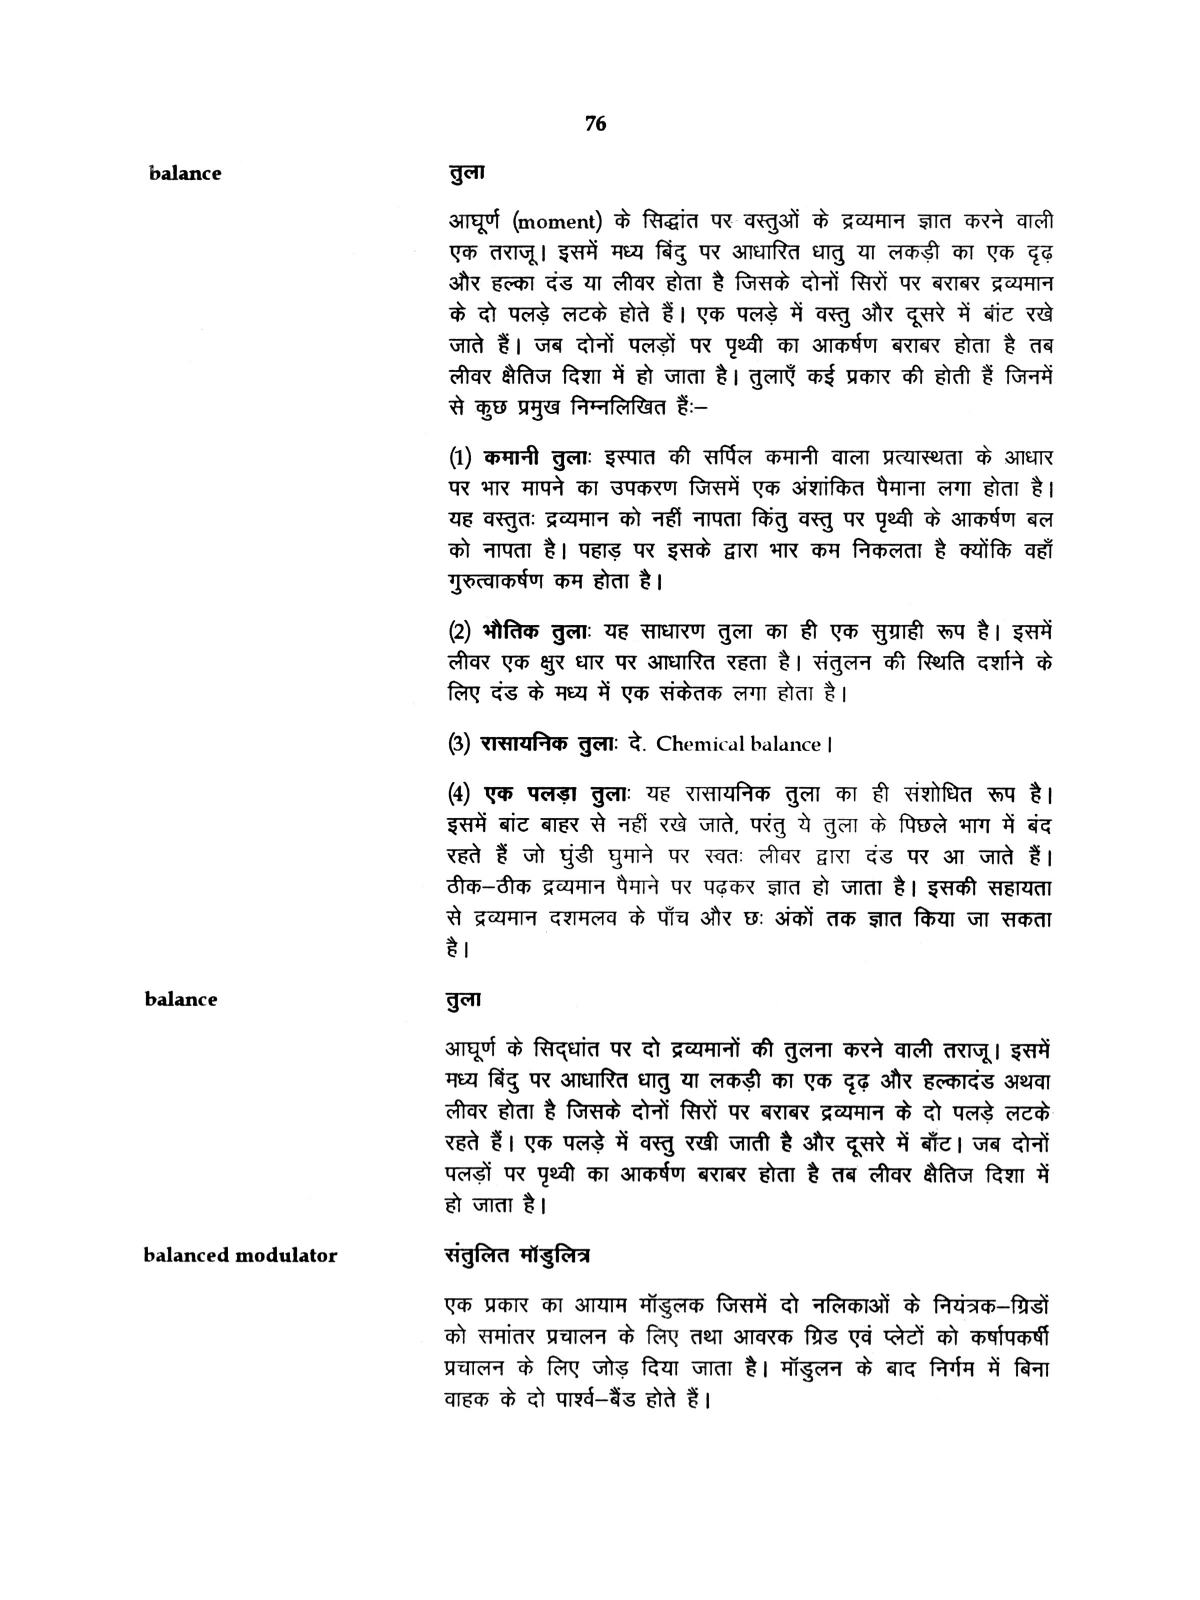 76
balance तुला
आघूर्ण (moment) के सिद्धांत पर वस्तुओं के द्रव्यमान ज्ञात करने वाली
एक तराजू। इसमें मध्य बिंदु पर आधारित धातु या लकड़ी का एक दृढ़
और हल्का दंड या लीवर होता है जिसके दोनों सिरों पर बराबर द्रव्यमान
के दो पलड़े लटके होते हैं। एक पलड़े में वस्तु और दूसरे में बांट रखे
जाते हैं। जब दोनों पलड़ों पर पृथ्वी का आकर्षण बराबर होता है तब
लीवर क्षैतिज दिशा में हो जाता है। तुलाएँ कई प्रकार की होती हैं जिनमें
से कुछ प्रमुख निम्नलिखित हैंः–
(1) कमानी तुलाः इस्पात की सर्पिल कमानी वाला प्रत्यास्थता के आधार
पर भार मापने का उपकरण जिसमें एक अंशांकित पैमाना लगा होता है।
यह वस्तुतः द्रव्यमान को नहीं नापता किंतु वस्तु पर पृथ्वी के आकर्षण बल
को नापता है। पहाड़ पर इसके द्वारा भार कम निकलता है क्योंकि वहाँ
गुरुत्वाकर्षण कम होता है।
(2) भौतिक तुलाः यह साधारण तुला का ही एक सुग्राही रूप है। इसमें
लीवर एक क्षुर धार पर आधारित रहता है। संतुलन की स्थिति दर्शाने के
लिए दंड के मध्य में एक संकेतक लगा होता है।
(3) रासायनिक तुलाः दे. Chemical balance।
(4) एक पलड़ा तुलाः यह रासायनिक तुला का ही संशोधित रूप है।
इसमें बांट बाहर से नहीं रखे जाते, परंतु ये तुला के पिछले भाग में बंद
रहते हैं जो घुंडी घुमाने पर स्वतः लीवर द्वारा दंड पर आ जाते हैं।
ठीक–ठीक द्रव्यमान पैमाने पर पढ़कर ज्ञात हो जाता है। इसकी सहायता
से द्रव्यमान दशमलव के पाँच और छः अंकों तक ज्ञात किया जा सकता
है।
balance तुला
आघूर्ण के सिद्धांत पर दो द्रव्यमानों की तुलना करने वाली तराजू। इसमें
मध्य बिंदु पर आधारित धातु या लकड़ी का एक दृढ़ और हल्कादंड अथवा
लीवर होता है जिसके दोनों सिरों पर बराबर द्रव्यमान के दो पलड़े लटके
रहते हैं। एक पलड़े में वस्तु रखी जाती है और दूसरे में बाँट। जब दोनों
पलड़ों पर पृथ्वी का आकर्षण बराबर होता है तब लीवर क्षैतिज दिशा में
हो जाता है।
balanced modulator संतुलित मॉडुलित्र
एक प्रकार का आयाम मॉडुलक जिसमें दो नलिकाओं के नियंत्रक–ग्रिडों
को समांतर प्रचालन के लिए तथा आवरक ग्रिड एवं प्लेटों को कर्षापकर्षी
प्रचालन के लिए जोड़ दिया जाता है। मॉडुलन के बाद निर्गम में बिना
वाहक के दो पार्श्व–बैंड होते हैं।